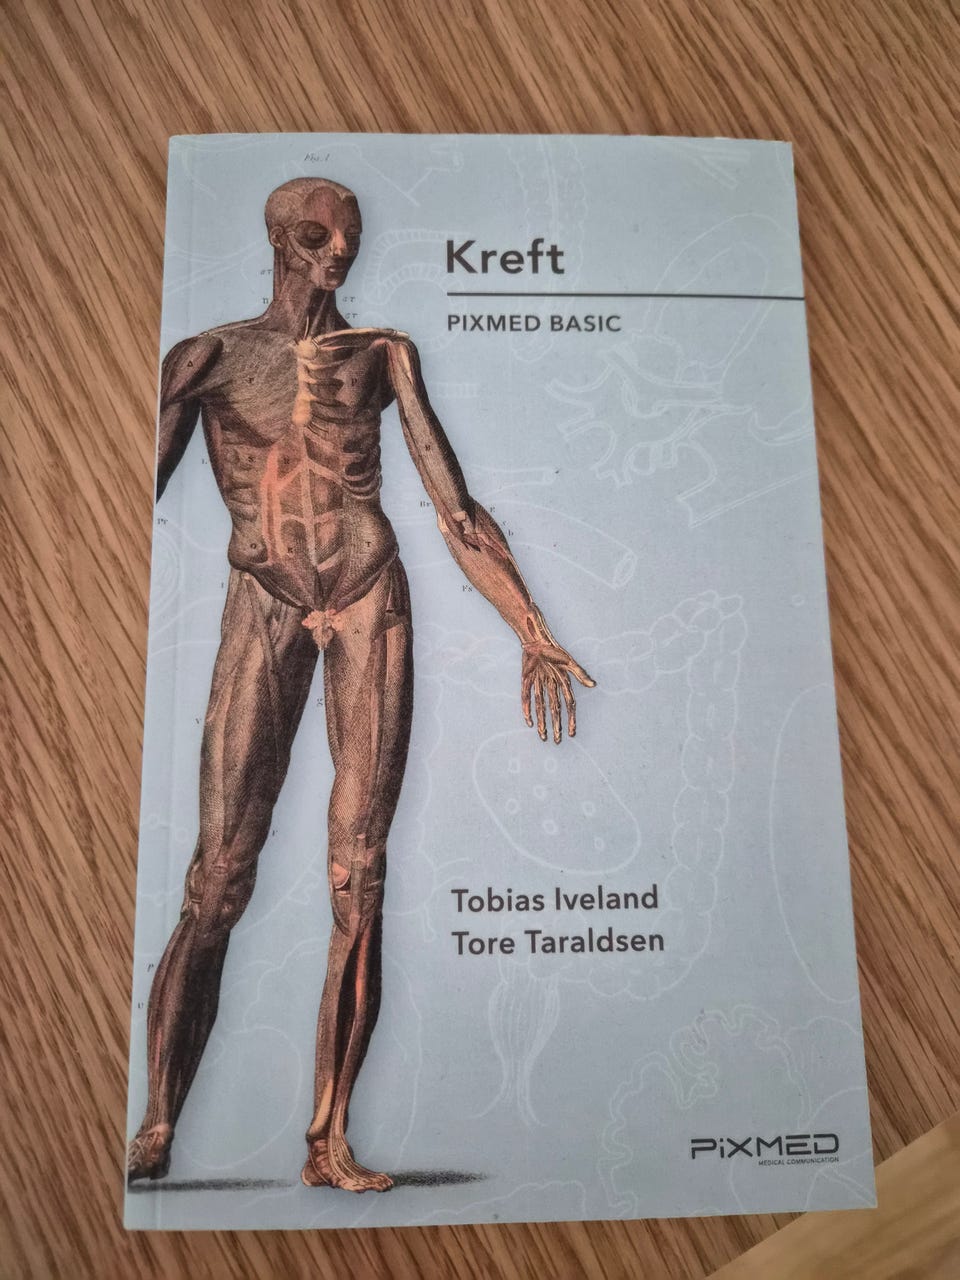 Kreft
PIXMED BASIC
Tobias Iveland
Tore Taraldsen
PiXMED
MEDICAL COMMUNICATION